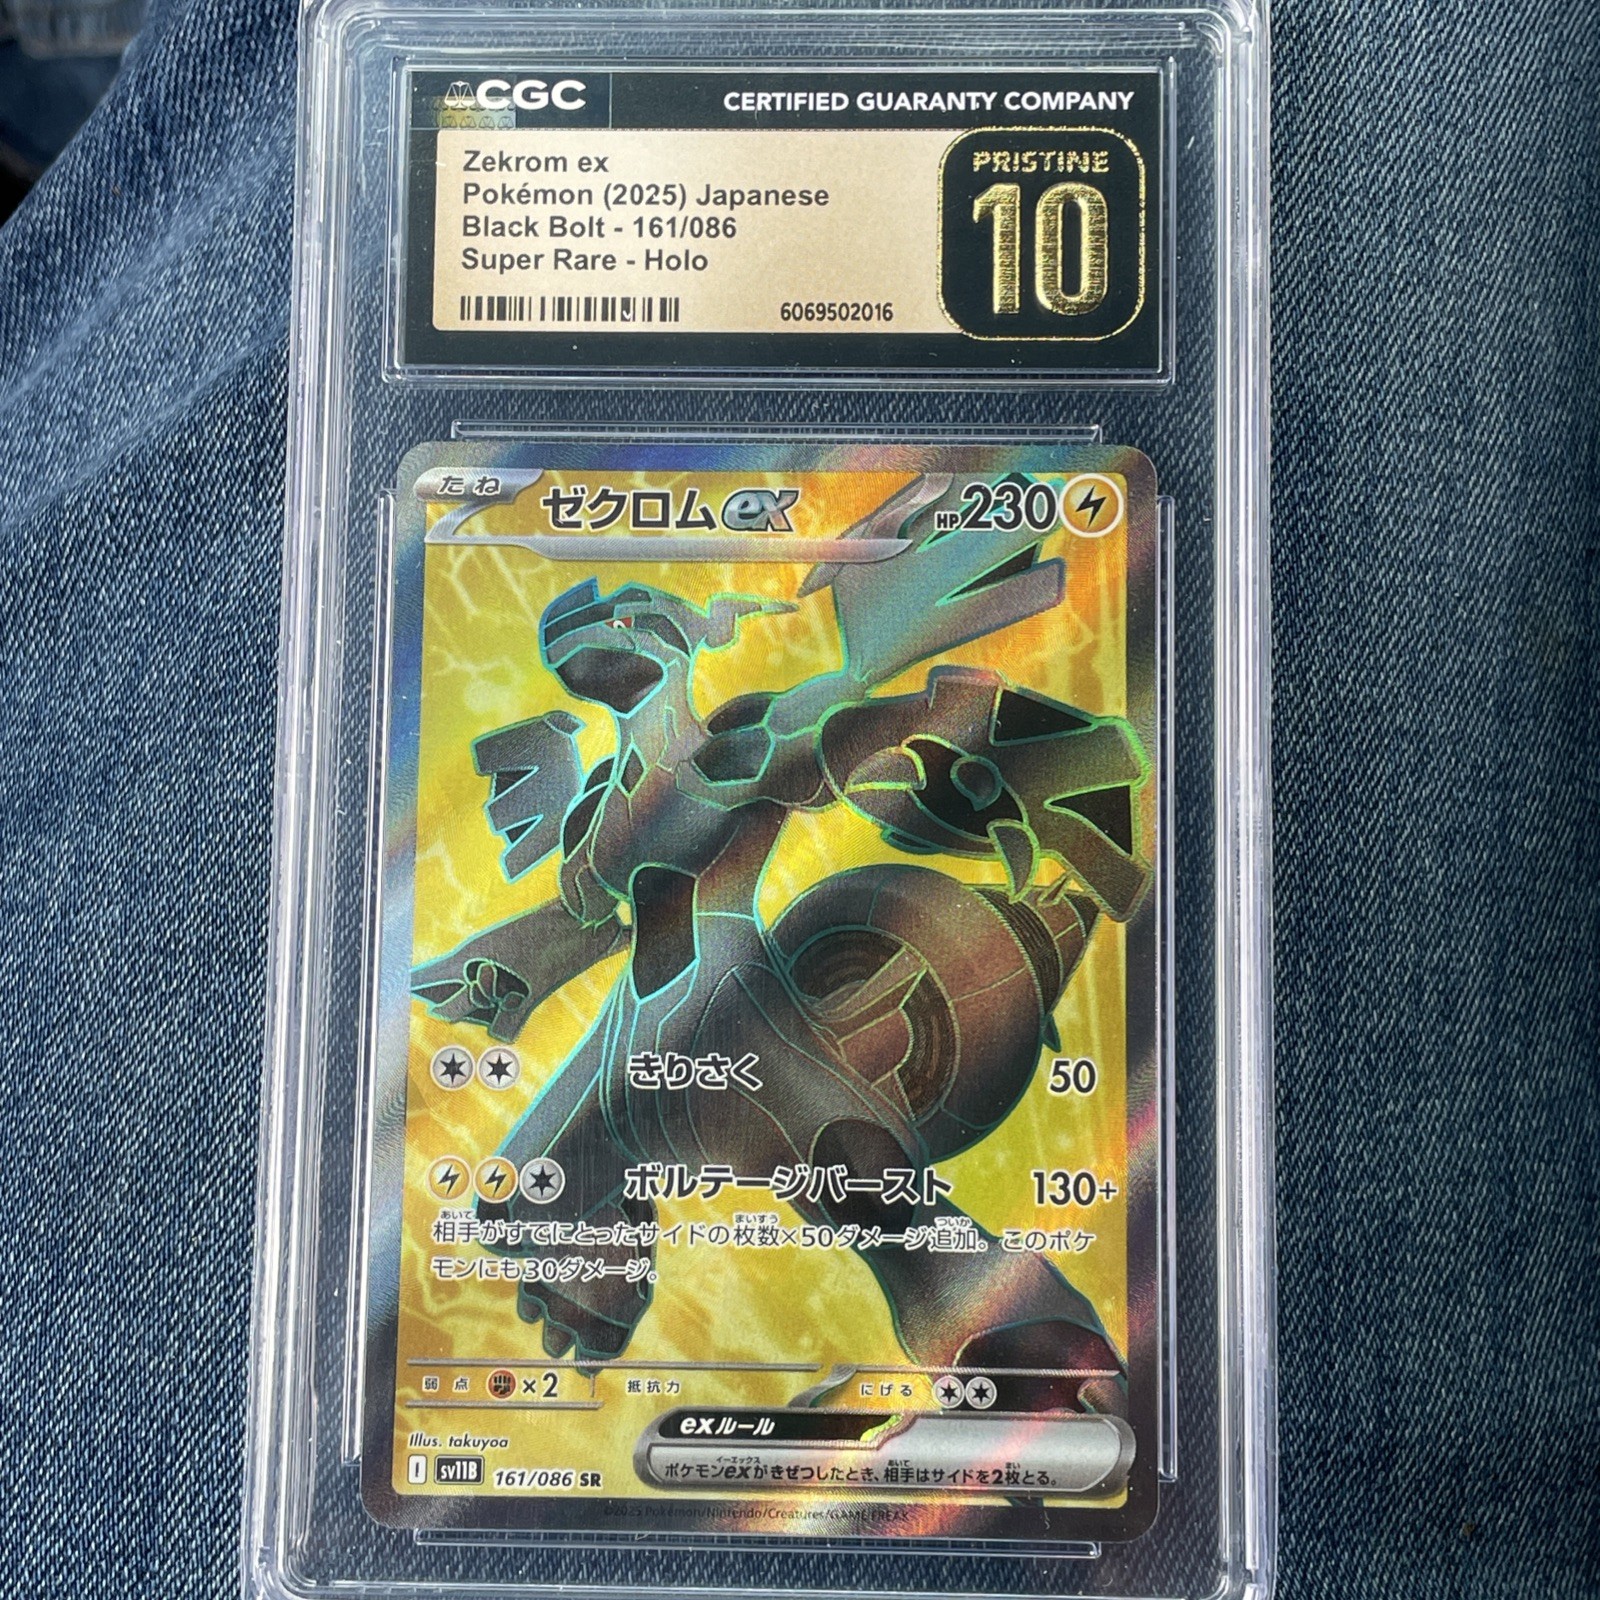 CGC
CERTIFIED GUARANTY COMPANY
Zekrom ex
Pokémon (2025) Japanese
Black Bolt - 161/086
Super Rare - Holo
6069502016
PRISTINE
10
たね
ゼクロムex
HP230
きりさく
50
ボルテージバースト
130+
相手がすでにとったサイドの枚数×50ダメージ追加。このポケ
モンにも30ダメージ。
弱点
×2
抵抗力
にげる
exルール
ポケモンexがきぜつしたとき、相手はサイドを2枚とる。
Illus. takuyoa
I sv11B 161/086 SR
©2025 Pokémon/Nintendo/Creatures/GAME FREAK